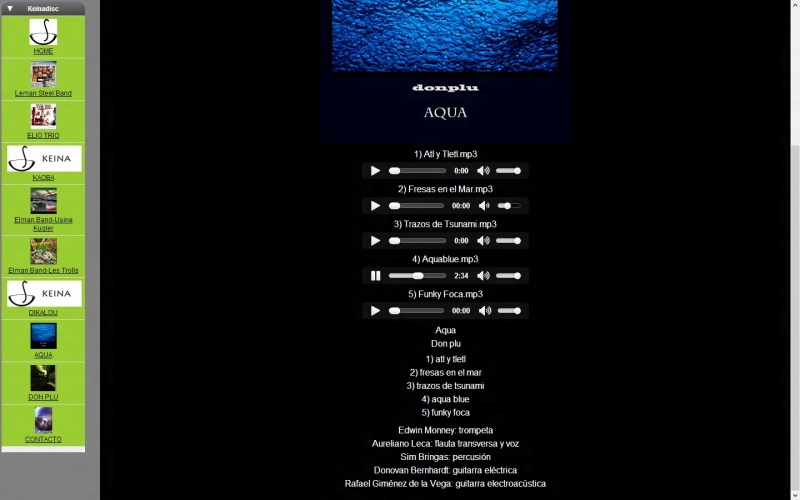 Keinadisc
HOME
Leman Steel Band
ELIO TRIO
KEINA
KAOBA
Elman Band-Usine
Kugler
Elman Band-Les Trolls
KEINA
DIKALOU
AQUA
DON PLU
CONTACTO
donplu
AQUA
1) Atl y Tletl.mp3
0:00
2) Fresas en el Mar.mp3
00:00
3) Trazos de Tsunami.mp3
0:00
4) Aquablue.mp3
2:34
5) Funky Foca.mp3
00:00
Aqua
Don plu
1) atl y tletl
2) fresas en el mar
3) trazos de tsunami
4) aqua blue
5) funky foca
Edwin Monney: trompeta
Aureliano Leca: flauta transversa y voz
Sim Bringas: percusión
Donovan Bernhardt: guitarra eléctrica
Rafael Giménez de la Vega: guitarra electroacústica